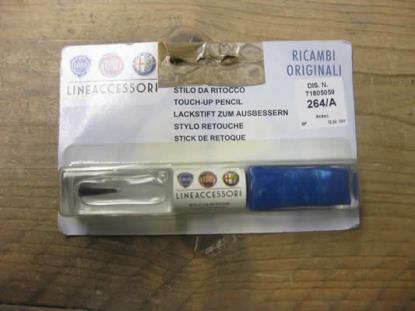 LINEACCESSORI
RICAMBI
ORIGINALI
STILO DA RITOCCO
TOUCH-UP PENCIL
LACKSTIFT ZUM AUSBESSERN
STYLO RETOUCHE
STICK DE RETOQUE
DIS. N.
71805059
264/A
LINEACCESSORI